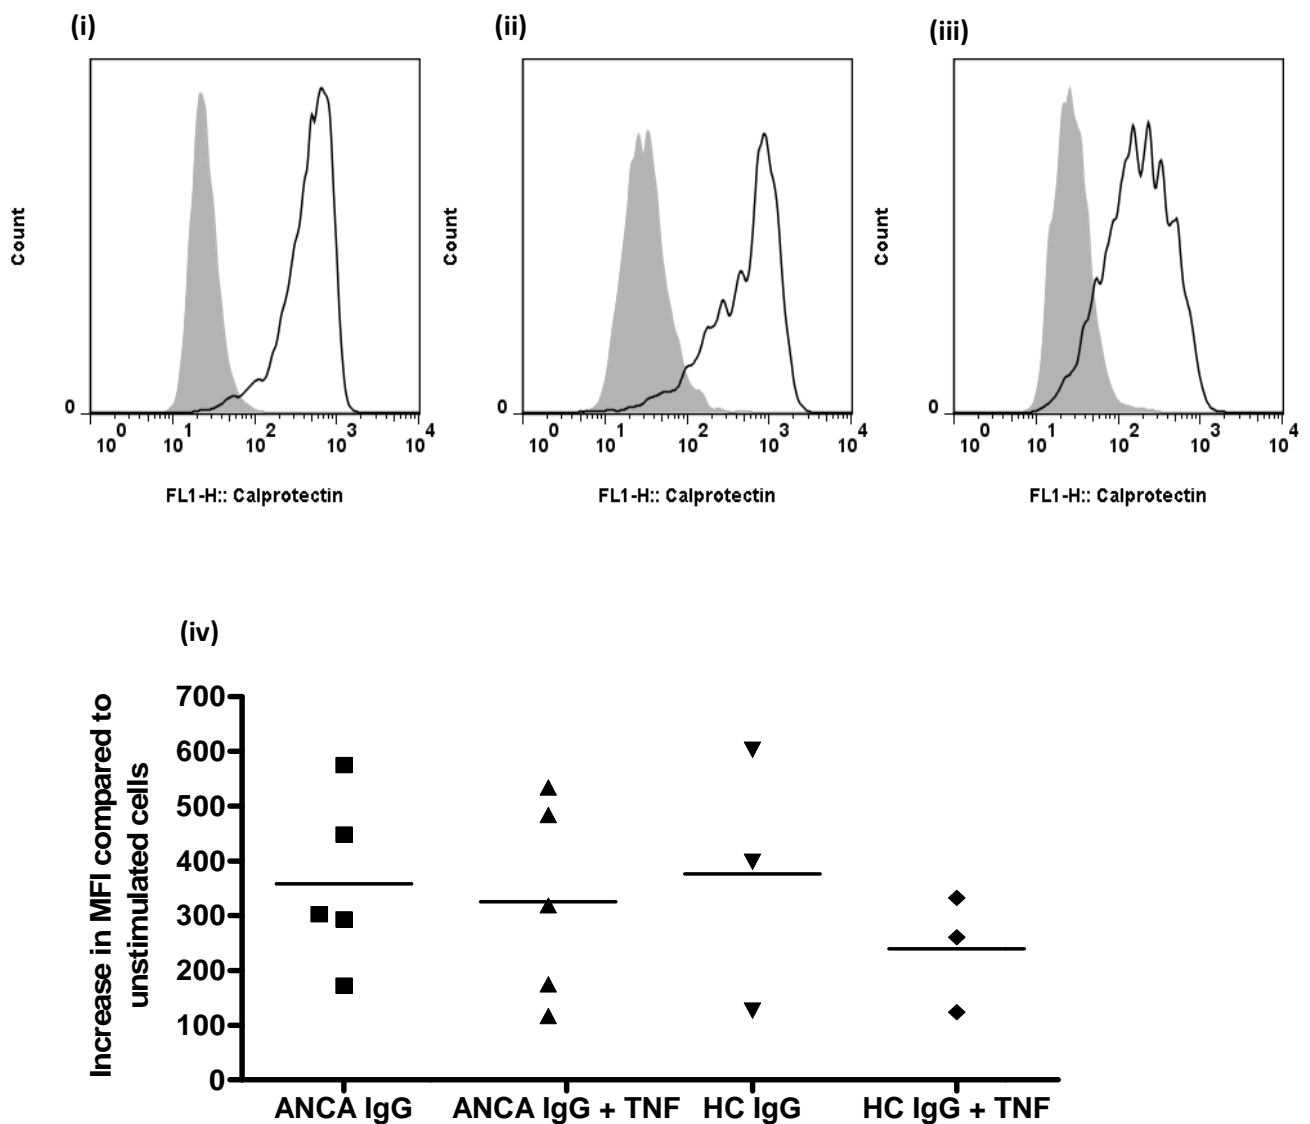 (i)
(ii)
(iii)
Count
0
10^0 10^1 10^2 10^3 10^4
FL1-H:: Calprotectin
Count
0
10^0 10^1 10^2 10^3 10^4
FL1-H:: Calprotectin
Count
0
10^0 10^1 10^2 10^3 10^4
FL1-H:: Calprotectin
(iv)
Increase in MFI compared to
unstimulated cells
700
600
500
400
300
200
100
0
ANCA IgG
ANCA IgG + TNF
HC IgG
HC IgG + TNF